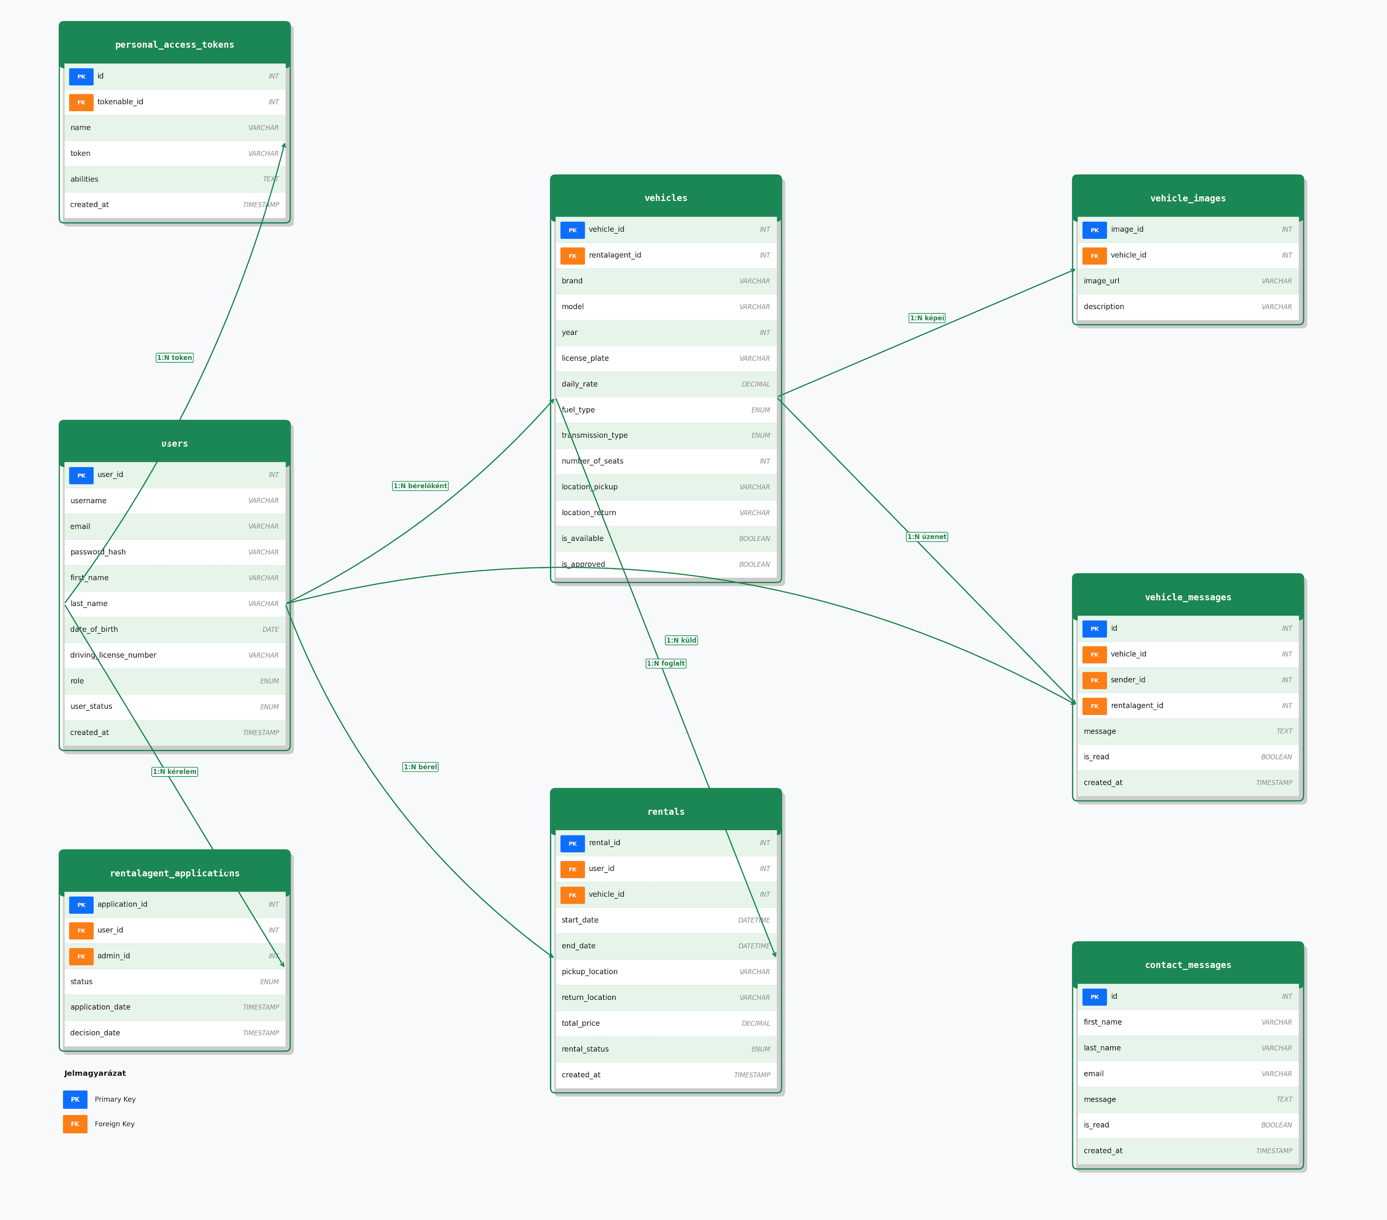 personal_access_tokens
PK id INT
FK tokenable_id INT
name VARCHAR
token VARCHAR
abilities TEXT
created_at TIMESTAMP
1:N token
users
PK user_id INT
username VARCHAR
email VARCHAR
password_hash VARCHAR
first_name VARCHAR
last_name VARCHAR
date_of_birth DATE
driving_license_number VARCHAR
role ENUM
user_status ENUM
created_at TIMESTAMP
1:N kérelem
rentalagent_applications
PK application_id INT
FK user_id INT
FK admin_id INT
status ENUM
application_date TIMESTAMP
decision_date TIMESTAMP
Jelmagyarázat
PK Primary Key
FK Foreign Key
1:N bérelőként
1:N bérel
vehicles
PK vehicle_id INT
FK rentalagent_id INT
brand VARCHAR
model VARCHAR
year INT
license_plate VARCHAR
daily_rate DECIMAL
fuel_type ENUM
transmission_type ENUM
number_of_seats INT
location_pickup VARCHAR
location_return VARCHAR
is_available BOOLEAN
is_approved BOOLEAN
1:N küld
1:N foglalt
rentals
PK rental_id INT
FK user_id INT
FK vehicle_id INT
start_date DATETIME
end_date DATETIME
pickup_location VARCHAR
return_location VARCHAR
total_price DECIMAL
rental_status ENUM
created_at TIMESTAMP
1:N képei
1:N üzenet
vehicle_images
PK image_id INT
FK vehicle_id INT
image_url VARCHAR
description VARCHAR
vehicle_messages
PK id INT
FK vehicle_id INT
FK sender_id INT
FK rentalagent_id INT
message TEXT
is_read BOOLEAN
created_at TIMESTAMP
contact_messages
PK id INT
first_name VARCHAR
last_name VARCHAR
email VARCHAR
message TEXT
is_read BOOLEAN
created_at TIMESTAMP